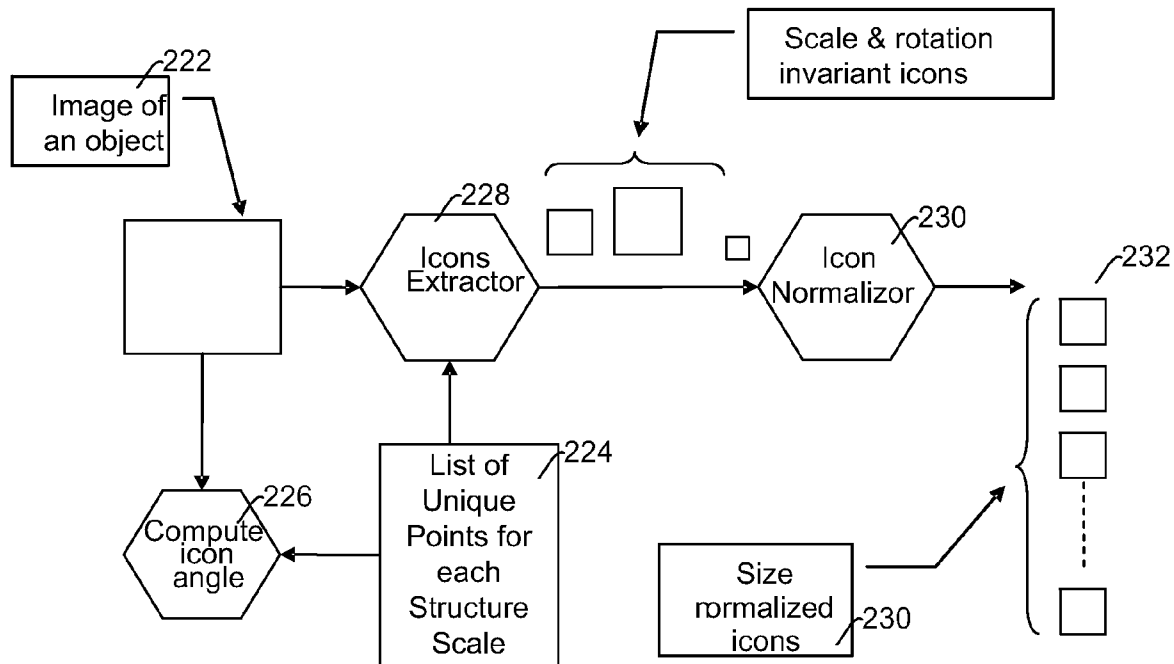 222
Image of
an object
Scale & rotation
invariant icons
228
Icons
Extractor
230
Icon
Normalizor
232
226
Compute
icon
angle
224
List of
Unique
Points for
each
Structure
Scale
Size
normalized
icons
230